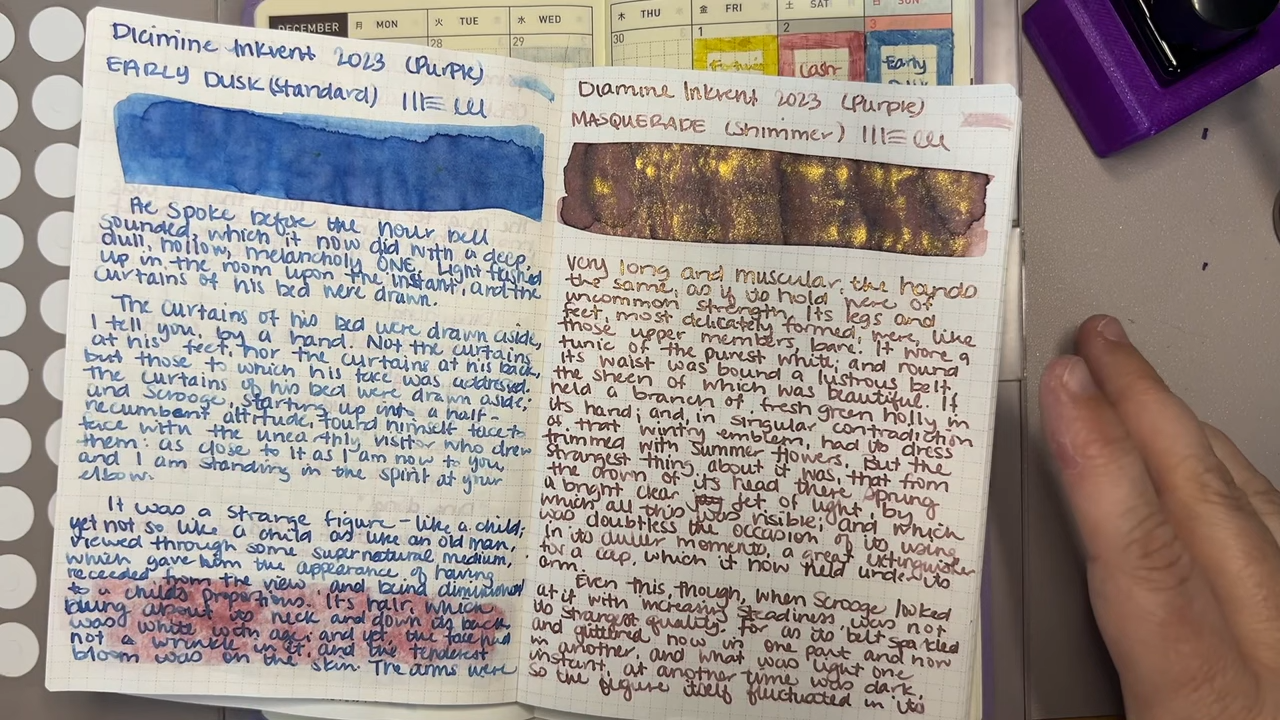 DECEMBER 月 MON 火 TUE 水 WED 木 THU 金 FRI 土 SAT 日 SUN
28 29 30 1 2 3
Cash
Early
Diamine Inkvent 2023 (Purple)
EARLY DUSK (Standard)
He spoke before the hour bell
sounded, which it now did with a deep,
dull, hollow, melancholy ONE. Light flashed
up in the room upon the instant, and the
curtains of his bed were drawn.
The curtains of his bed were drawn aside,
I tell you, by a hand. Not the curtains
at his feet, nor the curtains at his back,
but those to which his face was addressed.
The curtains of his bed were drawn aside;
and Scrooge, starting up into a half-
recumbent attitude, found himself face to
face with the unearthly visitor who drew
them: as close to it as I am now to you,
and I am standing in the spirit at your
elbow.
It was a strange figure - like a child:
yet not so like a child as like an old man,
viewed through some supernatural medium,
which gave him the appearance of having
receded from the view, and being diminished
to a child's proportions. Its hair, which
hung about its neck and down its back,
was white with age; and yet the face had
not a wrinkle in it, and the tenderest
bloom was on the skin. The arms were
Diamine Inkvent 2023 (Purple)
MASQUERADE (Shimmer)
very long and muscular, the hands
the same, as if its hold were of
uncommon strength. Its legs and
feet, most delicately formed, were, like
those upper members, bare. It wore a
tunic of the purest white; and round
its waist was bound a lustrous belt,
the sheen of which was beautiful. It
held a branch of fresh green holly in
its hand; and, in singular contradiction
of that wintry emblem, had its dress
trimmed with summer flowers. But the
strangest thing about it was, that from
the crown of its head there sprung
a bright clear jet of light, by
which all this was visible; and which
was doubtless the occasion of its using,
in its duller moments, a great extinguisher
for a cap, which it now held under its
arm.
Even this, though, when Scrooge looked
at it with increasing steadiness, was not
its strangest quality. For as its belt sparkled
and glittered now in one part and now
in another, and what was light one
instant, at another time was dark,
so the figure itself fluctuated in its